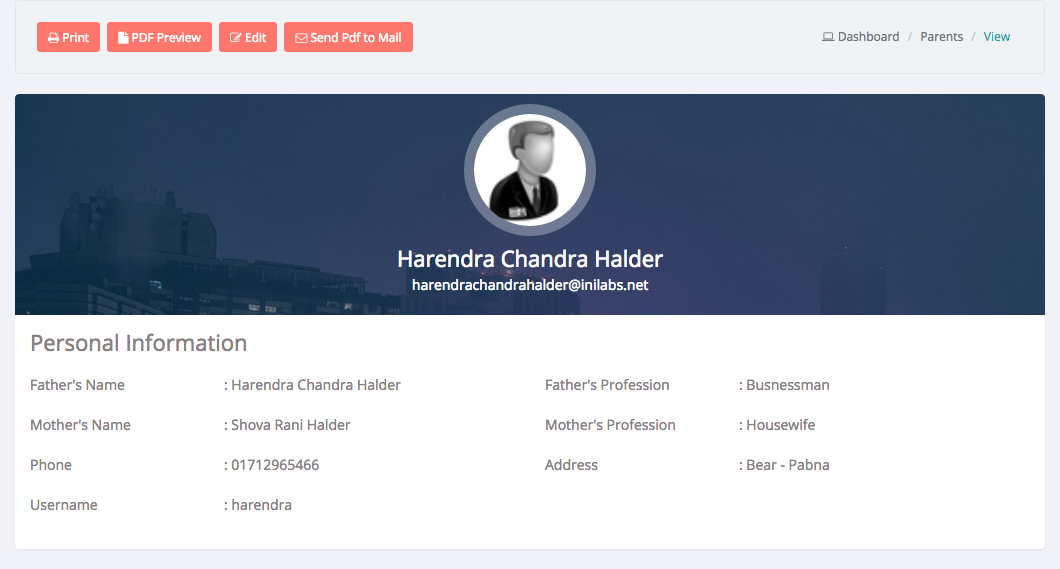 Print PDF Preview Edit Send Pdf to Mail Dashboard / Parents / View
Harendra Chandra Halder
harendrachandrahalder@inilabs.net
Personal Information
Father's Name : Harendra Chandra Halder Father's Profession : Busnessman
Mother's Name : Shova Rani Halder Mother's Profession : Housewife
Phone : 01712965466 Address : Bear - Pabna
Username : harendra